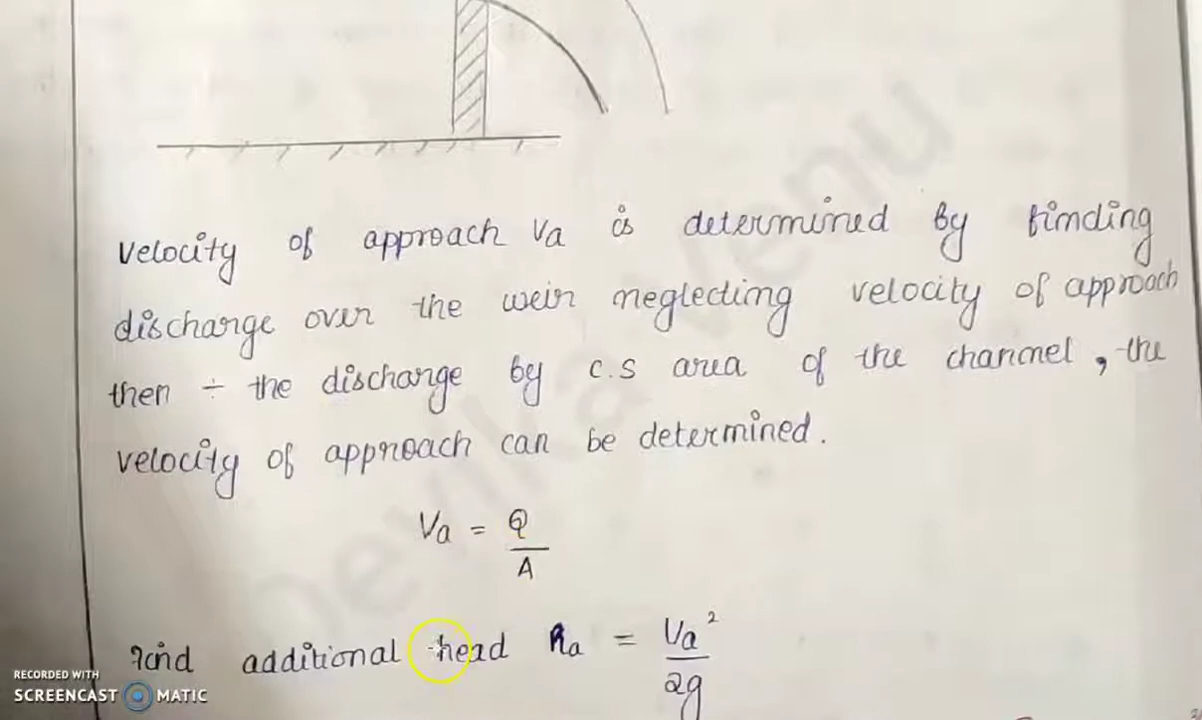 velocity of approach Va is determined by finding
discharge over the weir neglecting velocity of approach
then ÷ the discharge by c.s area of the channel, the
velocity of approach can be determined.
Va = Q
A
additional head ha = Va²
2g
RECORDED WITH
SCREENCAST MATIC
Devika Venu